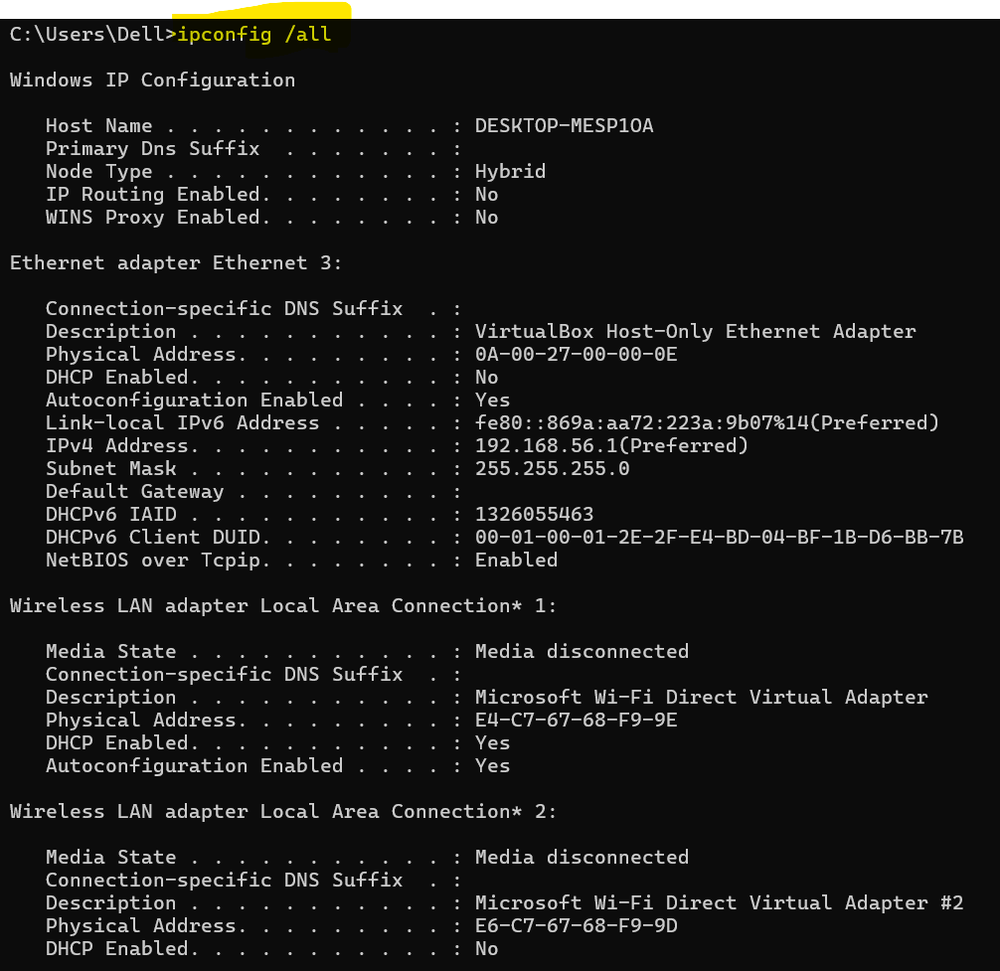 C:\Users\Dell>ipconfig /all
Windows IP Configuration
Host Name . . . . . . . . . . . . : DESKTOP-MESP1OA
Primary Dns Suffix  . . . . . . . :
Node Type . . . . . . . . . . . . : Hybrid
IP Routing Enabled. . . . . . . . : No
WINS Proxy Enabled. . . . . . . . : No
Ethernet adapter Ethernet 3:
Connection-specific DNS Suffix  . :
Description . . . . . . . . . . . : VirtualBox Host-Only Ethernet Adapter
Physical Address. . . . . . . . . : 0A-00-27-00-00-0E
DHCP Enabled. . . . . . . . . . . : No
Autoconfiguration Enabled . . . . : Yes
Link-local IPv6 Address . . . . . : fe80::869a:aa72:223a:9b07%14(Preferred)
IPv4 Address. . . . . . . . . . . : 192.168.56.1(Preferred)
Subnet Mask . . . . . . . . . . . : 255.255.255.0
Default Gateway . . . . . . . . . :
DHCPv6 IAID . . . . . . . . . . . : 1326055463
DHCPv6 Client DUID. . . . . . . . : 00-01-00-01-2E-2F-E4-BD-04-BF-1B-D6-BB-7B
NetBIOS over Tcpip. . . . . . . . : Enabled
Wireless LAN adapter Local Area Connection* 1:
Media State . . . . . . . . . . . : Media disconnected
Connection-specific DNS Suffix  . :
Description . . . . . . . . . . . : Microsoft Wi-Fi Direct Virtual Adapter
Physical Address. . . . . . . . . : E4-C7-67-68-F9-9E
DHCP Enabled. . . . . . . . . . . : Yes
Autoconfiguration Enabled . . . . : Yes
Wireless LAN adapter Local Area Connection* 2:
Media State . . . . . . . . . . . : Media disconnected
Connection-specific DNS Suffix  . :
Description . . . . . . . . . . . : Microsoft Wi-Fi Direct Virtual Adapter #2
Physical Address. . . . . . . . . : E6-C7-67-68-F9-9D
DHCP Enabled. . . . . . . . . . . : No